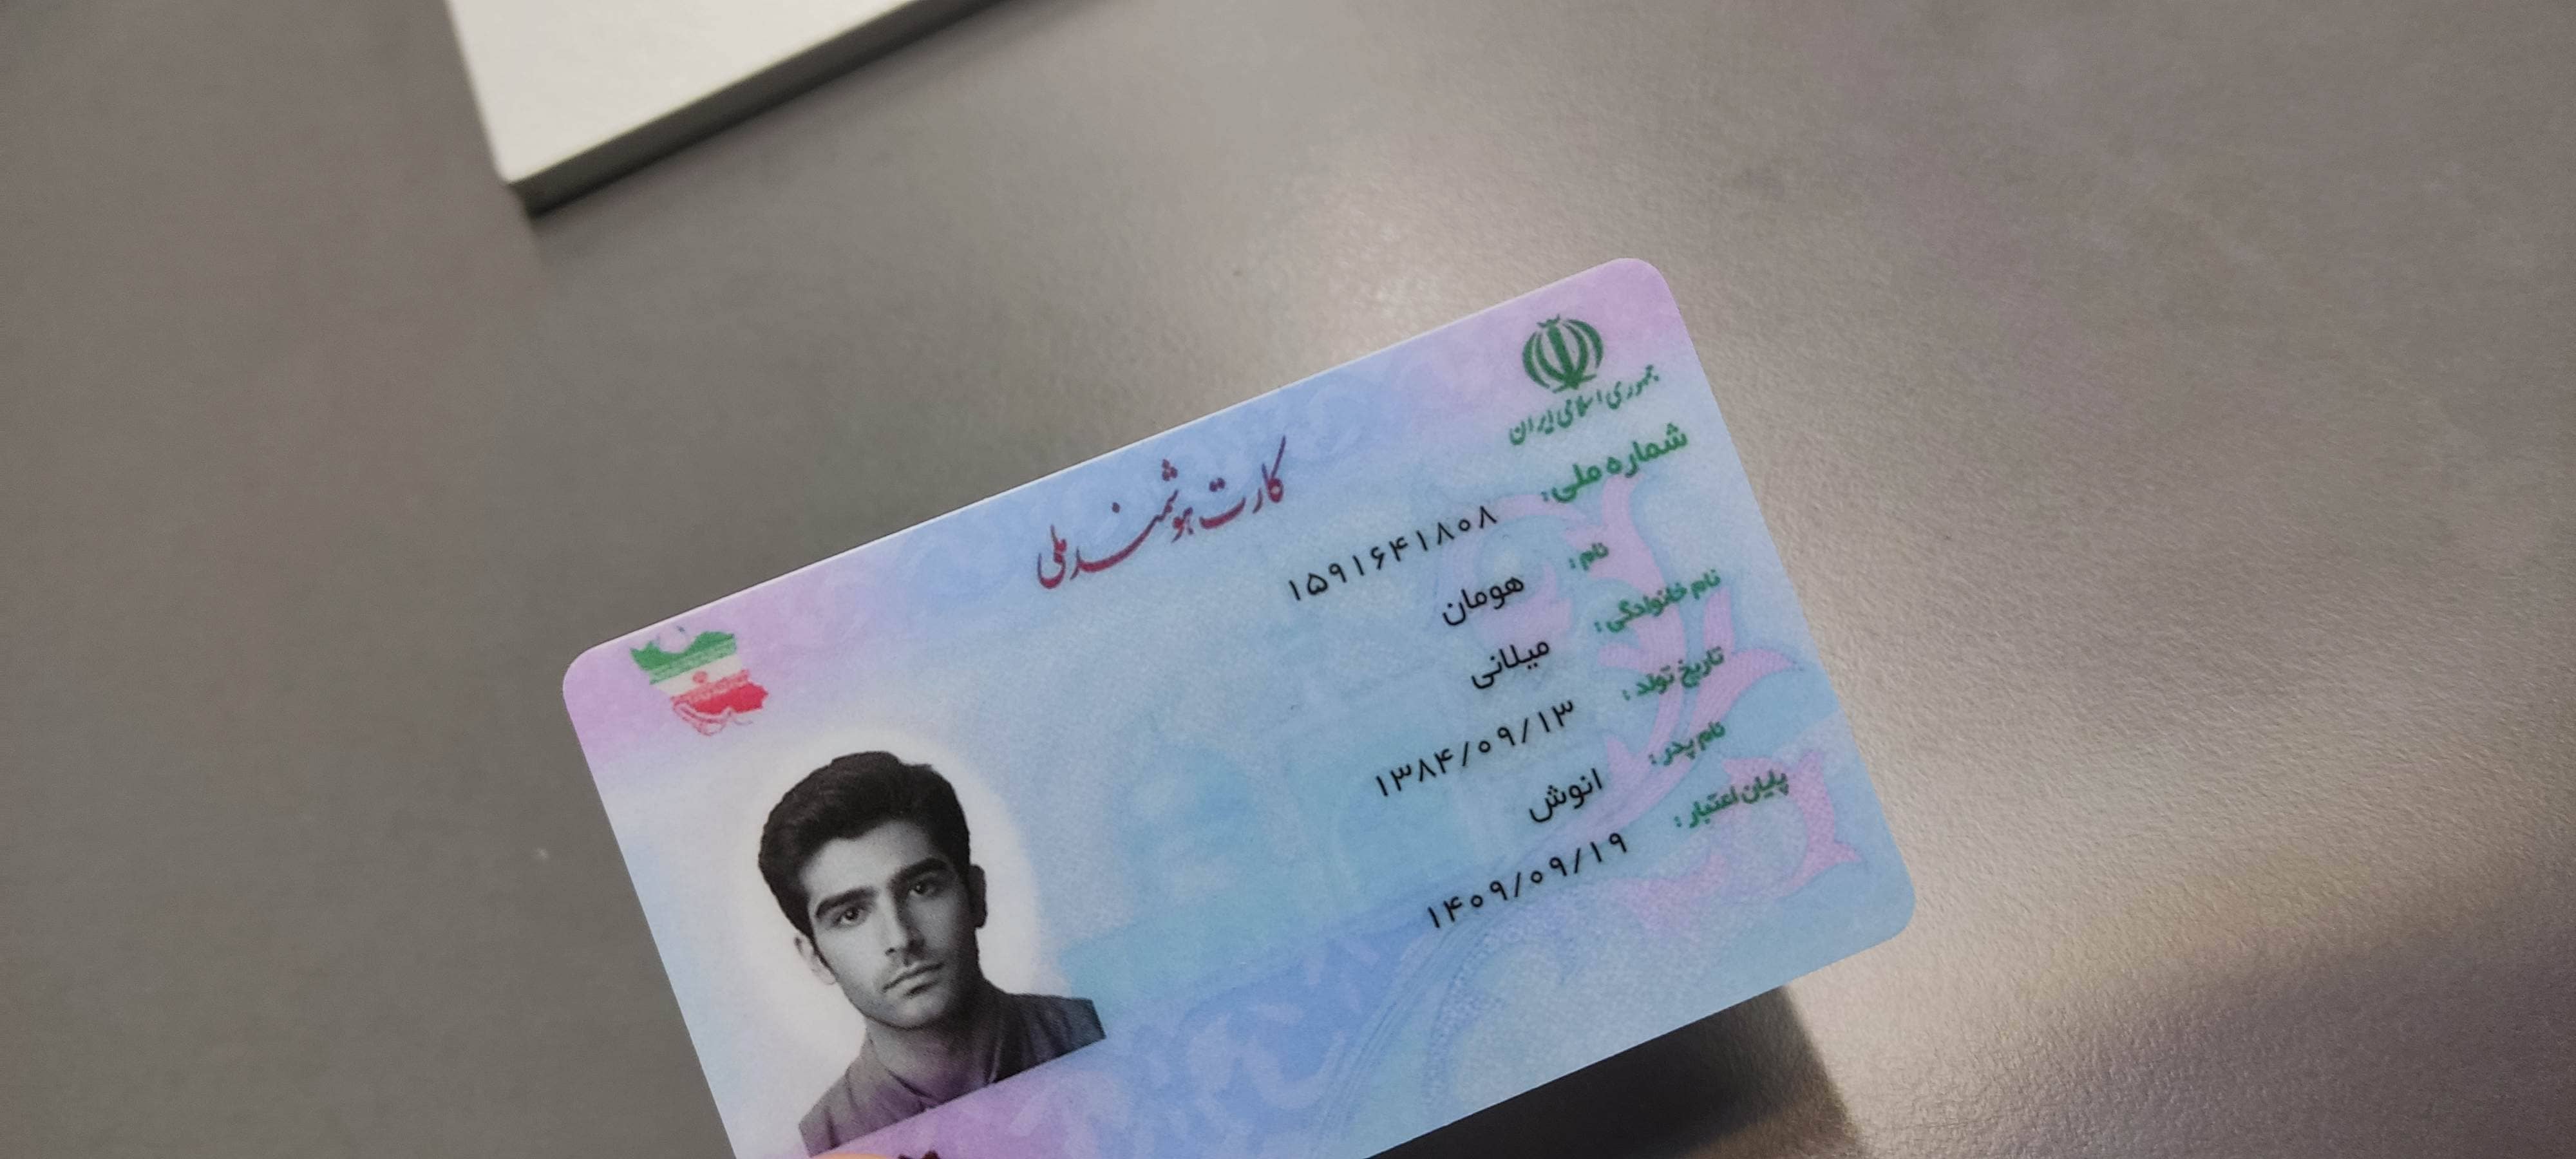 جمهوری اسلامی ایران
کارت هوشمند ملی
شماره ملی: ۱۵۹۱۶۴۱۸۰۸
نام: هومان
نام خانوادگی: میلانی
تاریخ تولد: ۱۳۸۴/۰۹/۱۳
نام پدر: انوش
پایان اعتبار: ۱۴۰۹/۰۹/۱۹